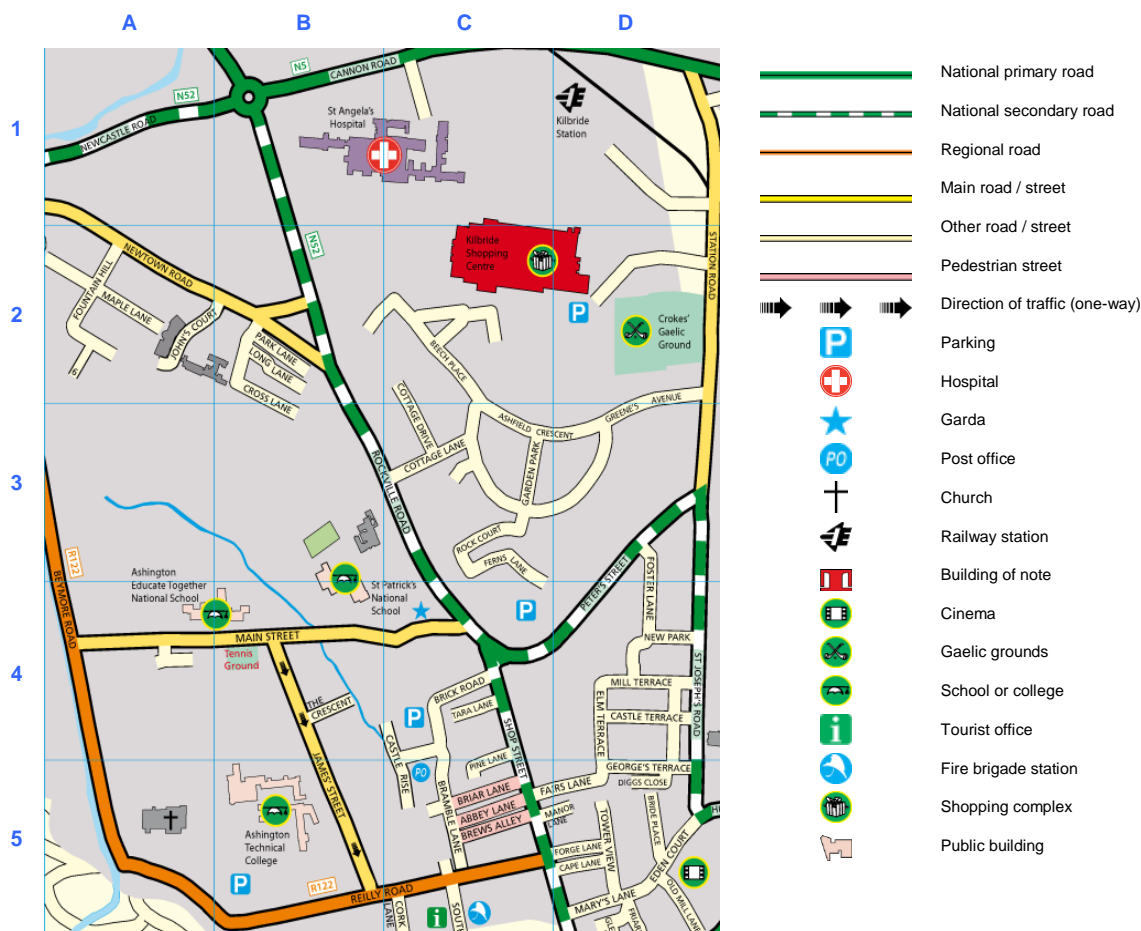 A
B
C
D
1
2
3
4
5
N5
CANNON ROAD
N52
NEWCASTLE ROAD
St Angela's
Hospital
Kilbride
Station
N52
Kilbride
Shopping
Centre
P
Crokes'
Gaelic
Ground
STATION ROAD
NEWTOWN ROAD
FOUNTAIN HILL
MAPLE LANE
JOHN'S COURT
PARK LANE
LONG LANE
CROSS LANE
BEECH PLACE
COTTAGE DRIVE
COTTAGE LANE
ASHFIELD CRESCENT
GREENE'S AVENUE
GARDEN PARK
ROCKVILLE ROAD
ROCK COURT
FERNS LANE
R122
BEYMORE ROAD
Ashington
Educate Together
National School
St Patrick's
National
School
P
PETER'S STREET
FOSTER LANE
MAIN STREET
Tennis
Ground
NEW PARK
ST JOSEPH'S ROAD
THE
CRESCENT
BRICK ROAD
TARA LANE
MILL TERRACE
CASTLE TERRACE
ELM TERRACE
P
SHOP STREET
CASTLE RISE
PO
PINE LANE
GEORGE'S TERRACE
DIGGS CLOSE
JAMES' STREET
BRAMBLE LANE
BRIAR LANE
ABBEY LANE
BREWS ALLEY
FAIRS LANE
MANOR
LANE
BRIDE PLACE
TOWER VIEW
Ashington
Technical
College
P
R122
REILLY ROAD
FORGE LANE
CAPE LANE
EDEN COURT
OLD MILL LANE
MARY'S LANE
CORK
LANE
SOUTH
i
National primary road
National secondary road
Regional road
Main road / street
Other road / street
Pedestrian street
Direction of traffic (one-way)
P
Parking
Hospital
Garda
PO
Post office
Church
Railway station
Building of note
Cinema
Gaelic grounds
School or college
i
Tourist office
Fire brigade station
Shopping complex
Public building